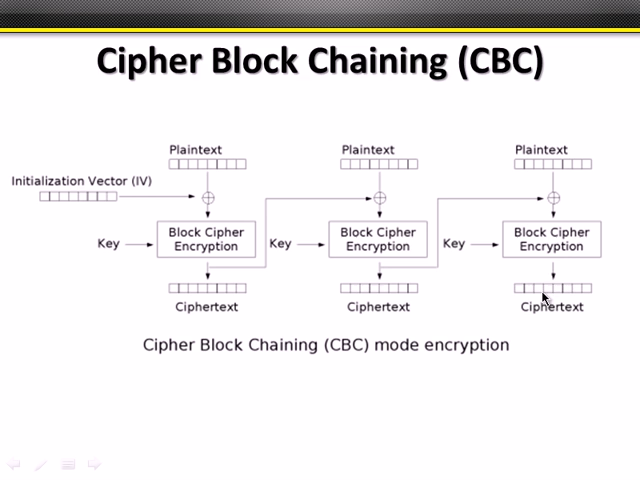 Cipher Block Chaining (CBC)
Plaintext
Plaintext
Plaintext
Initialization Vector (IV)
Key
Block Cipher
Encryption
Key
Block Cipher
Encryption
Key
Block Cipher
Encryption
Ciphertext
Ciphertext
Ciphertext
Cipher Block Chaining (CBC) mode encryption